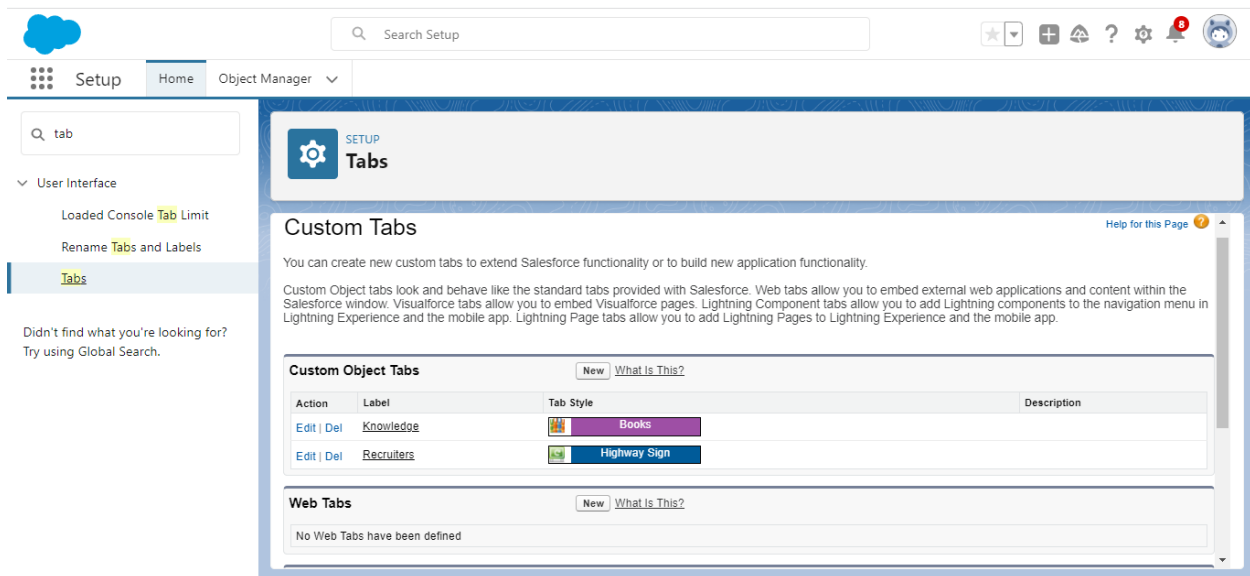 Search Setup
8
Setup
Home
Object Manager
tab
User Interface
Loaded Console Tab Limit
Rename Tabs and Labels
Tabs
Didn't find what you're looking for?
Try using Global Search.
SETUP
Tabs
Custom Tabs
Help for this Page ?
You can create new custom tabs to extend Salesforce functionality or to build new application functionality.
Custom Object tabs look and behave like the standard tabs provided with Salesforce. Web tabs allow you to embed external web applications and content within the
Salesforce window. Visualforce tabs allow you to embed Visualforce pages. Lightning Component tabs allow you to add Lightning components to the navigation menu in
Lightning Experience and the mobile app. Lightning Page tabs allow you to add Lightning Pages to Lightning Experience and the mobile app.
Custom Object Tabs New What Is This?
Action Label Tab Style Description
Edit | Del Knowledge Books
Edit | Del Recruiters Highway Sign
Web Tabs New What Is This?
No Web Tabs have been defined